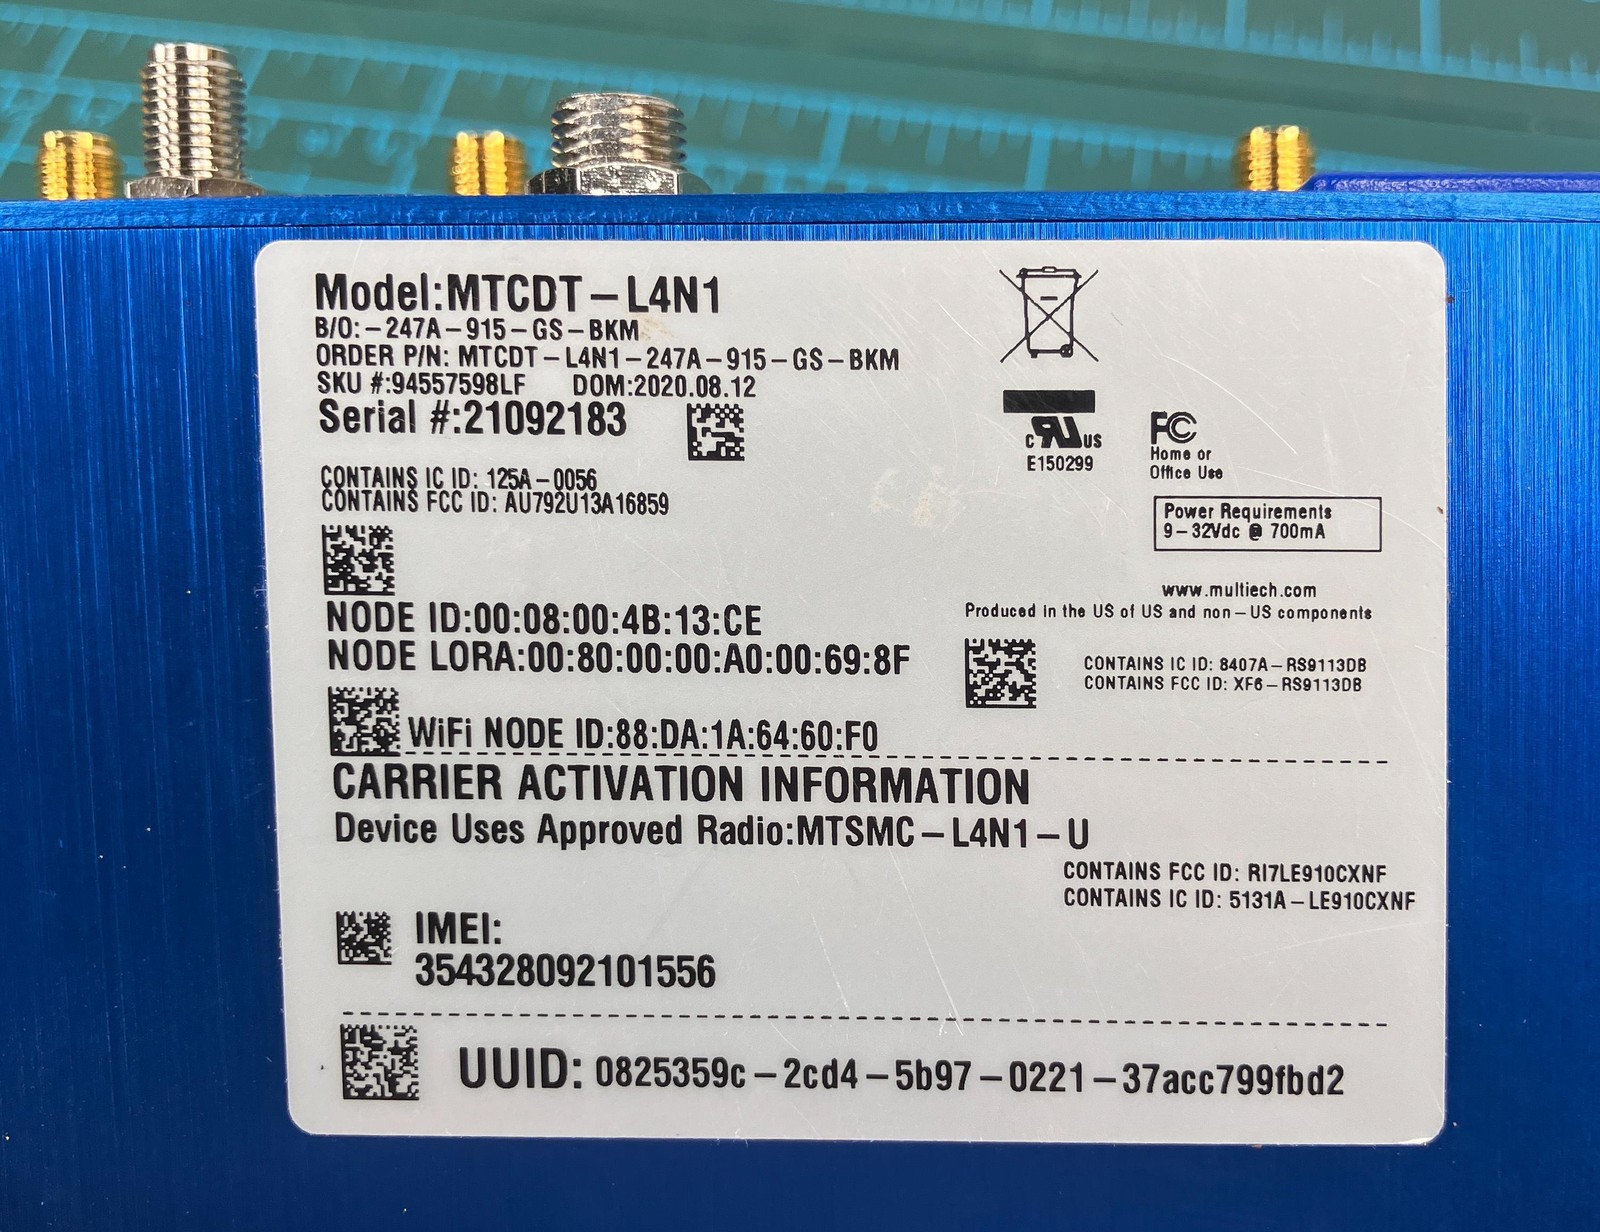 Model:MTCDT-L4N1
B/O:-247A-915-GS-BKM
ORDER P/N: MTCDT-L4N1-247A-915-GS-BKM
SKU #:94557598LF DOM:2020.08.12
Serial #:21092183
CONTAINS IC ID: 125A-0056
CONTAINS FCC ID: AU792U13A16859
c RU US
E150299
FC
Home or
Office Use
Power Requirements
9-32Vdc @ 700mA
www.multiech.com
Produced in the US of US and non-US components
NODE ID:00:08:00:4B:13:CE
NODE LORA:00:80:00:00:A0:00:69:8F
CONTAINS IC ID: 8407A-RS9113DB
CONTAINS FCC ID: XF6-RS9113DB
WiFi NODE ID:88:DA:1A:64:60:F0
CARRIER ACTIVATION INFORMATION
Device Uses Approved Radio:MTSMC-L4N1-U
CONTAINS FCC ID: RI7LE910CXNF
CONTAINS IC ID: 5131A-LE910CXNF
IMEI:
354328092101556
UUID: 0825359c-2cd4-5b97-0221-37acc799fbd2